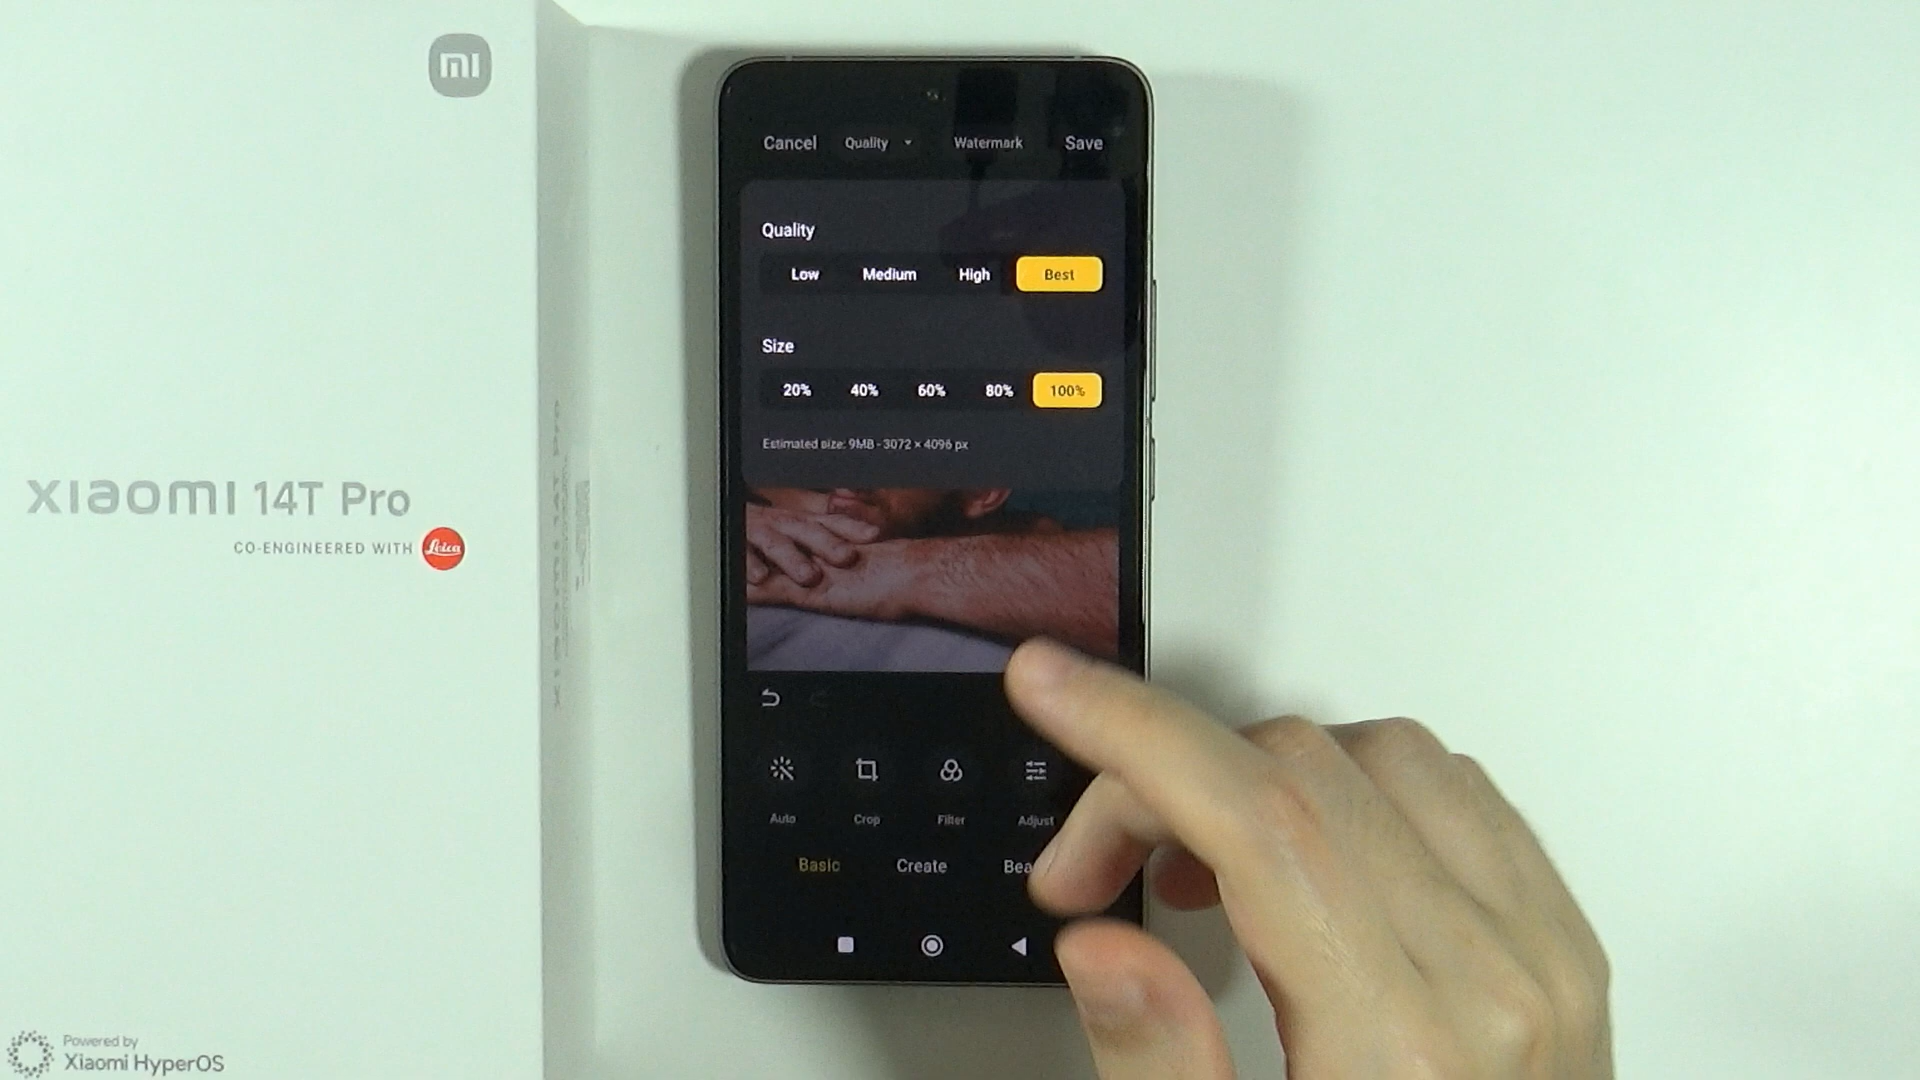 mi
xiaomi 14T Pro
CO-ENGINEERED WITH Leica
Powered by
Xiaomi HyperOS
Cancel Quality Watermark Save
Quality
Low Medium High Best
Size
20% 40% 60% 80% 100%
Estimated size: 9MB - 3072 × 4096 px
Auto Crop Filter Adjust
Basic Create Bea